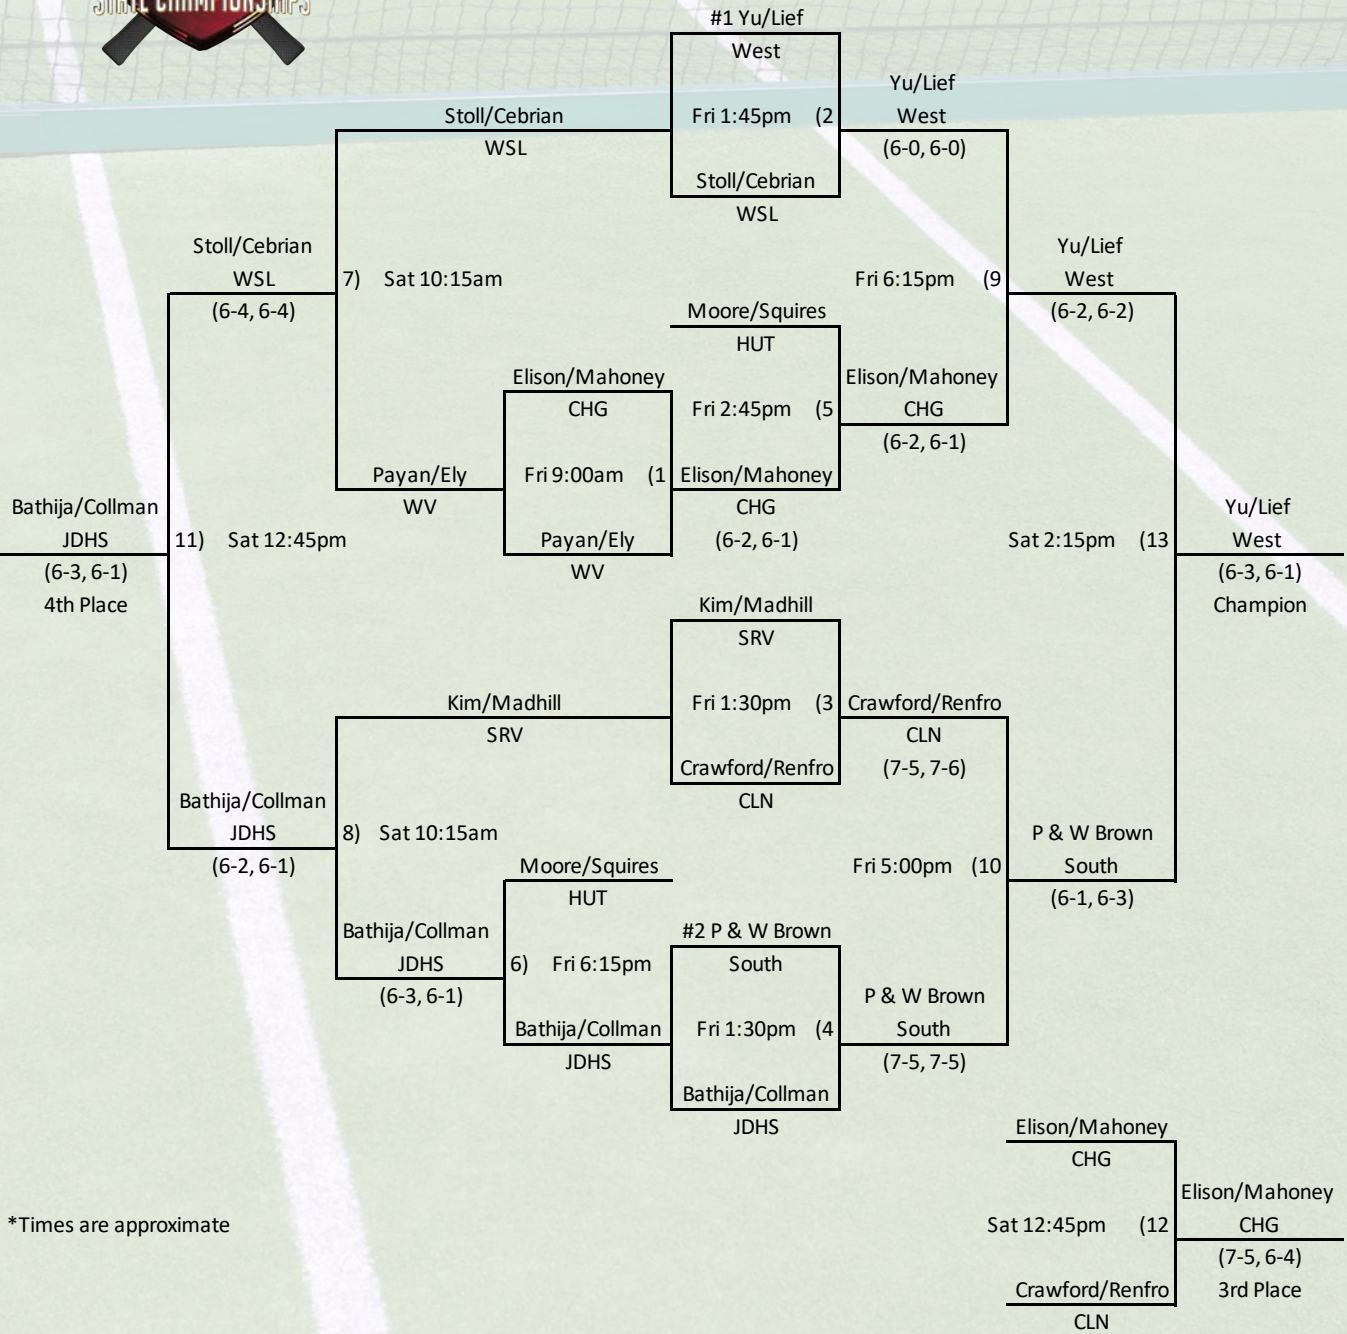 STATE CHAMPIONSHIPS
#1 Yu/Lief
West
Yu/Lief
Stoll/Cebrian
Fri 1:45pm (2
West
WSL
(6-0, 6-0)
Stoll/Cebrian
WSL
Stoll/Cebrian
Yu/Lief
WSL
7) Sat 10:15am
Fri 6:15pm (9
West
(6-4, 6-4)
Moore/Squires
(6-2, 6-2)
HUT
Elison/Mahoney
Elison/Mahoney
CHG
Fri 2:45pm (5
CHG
(6-2, 6-1)
Payan/Ely
Fri 9:00am (1
Elison/Mahoney
Bathija/Collman
WV
CHG
Yu/Lief
JDHS
11) Sat 12:45pm
Payan/Ely
(6-2, 6-1)
Sat 2:15pm (13
West
(6-3, 6-1)
WV
(6-3, 6-1)
4th Place
Kim/Madhill
Champion
SRV
Kim/Madhill
Fri 1:30pm (3
Crawford/Renfro
SRV
CLN
Crawford/Renfro
(7-5, 7-6)
Bathija/Collman
CLN
JDHS
8) Sat 10:15am
P & W Brown
(6-2, 6-1)
Moore/Squires
Fri 5:00pm (10
South
HUT
(6-1, 6-3)
Bathija/Collman
#2 P & W Brown
JDHS
6) Fri 6:15pm
South
(6-3, 6-1)
P & W Brown
Bathija/Collman
Fri 1:30pm (4
South
JDHS
(7-5, 7-5)
Bathija/Collman
JDHS
Elison/Mahoney
CHG
Elison/Mahoney
*Times are approximate
Sat 12:45pm (12
CHG
(7-5, 6-4)
Crawford/Renfro
3rd Place
CLN